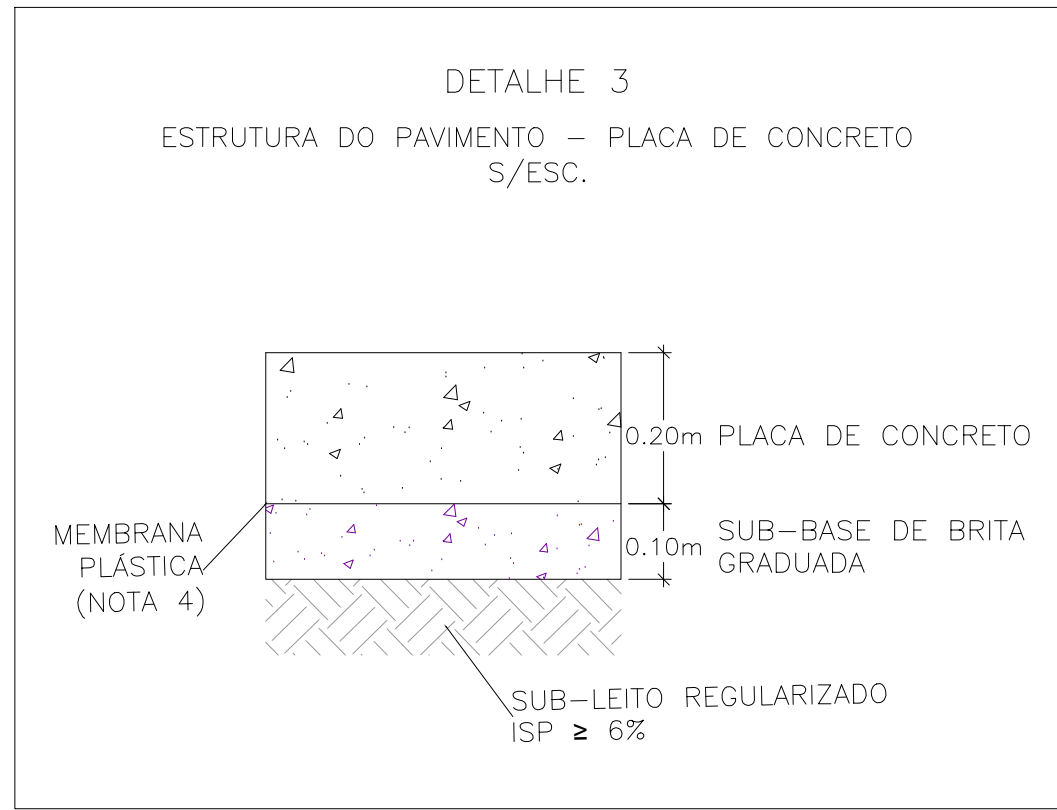 DETALHE 3
ESTRUTURA DO PAVIMENTO – PLACA DE CONCRETO
S/ESC.
0.20m PLACA DE CONCRETO
MEMBRANA
PLÁSTICA
(NOTA 4)
0.10m SUB-BASE DE BRITA
GRADUADA
SUB-LEITO REGULARIZADO
ISP ≥ 6%